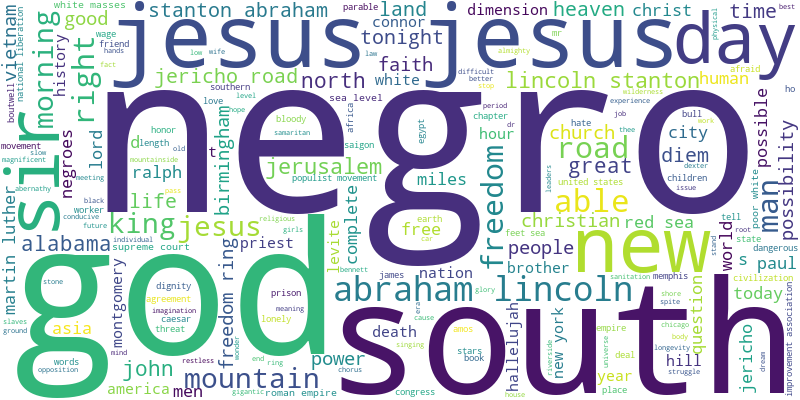 white masses
wage
friend
hands
good
stanton abraham
parable
land
dimension
heaven
christ
time
mr
best
physical
vietnam
national liberation
boutwell
history
morning
right
jesus
jesus
day
connor
tonight
faith
low
wife
law
fact
almighty
difficult
better
stop
afraid
human
jericho road
north
white
lincoln stanton
southern
level
sea level
hope
love
bloody
samaritan
africa
saigon
egypt
period
chapter
dr
hour
thee
wilderness
experience
job
hate
bull
work
dexter
children
issue
ho
possible
possibility
movement
magnificent
slow
abernathy
meeting
black
conducive
future
sir
negroes
lord
worker
honor
d
length
old
mountainside
pass
t
birmingham
ralph
life
negro
jerusalem
populist movement
miles
freedom
leaders
church
road
great
able
united states
city
diem
poor white
man
martin luther
king
jesus
religious
girls
complete
levite
priest
free
earth
car
christian
red sea
feet sea
people
brother
new
world
tell
root
state
stand
s
paul
dangerous
civilization
alabama
individual
supreme court
montgomery
god
stone
slaves
ground
asia
words
opposition
mind
dignity
agreement
imagination
caesar
threat
restless
wonder
freedom ring
prison
meaning
lonely
bennett
james
nation
glory
era
cause
abraham lincoln
death
amos
stars
book
singing
chorus
congress
power
end
ring
gigantic
roman empire
john
america
men
mountain
south
hallelujah
house
riverside
new york
empire
deal
universe
year
place
sanitation
memphis
shore
spite
chicago
body
longevity
struggle
hill
question
today
jericho
dream
improvement association